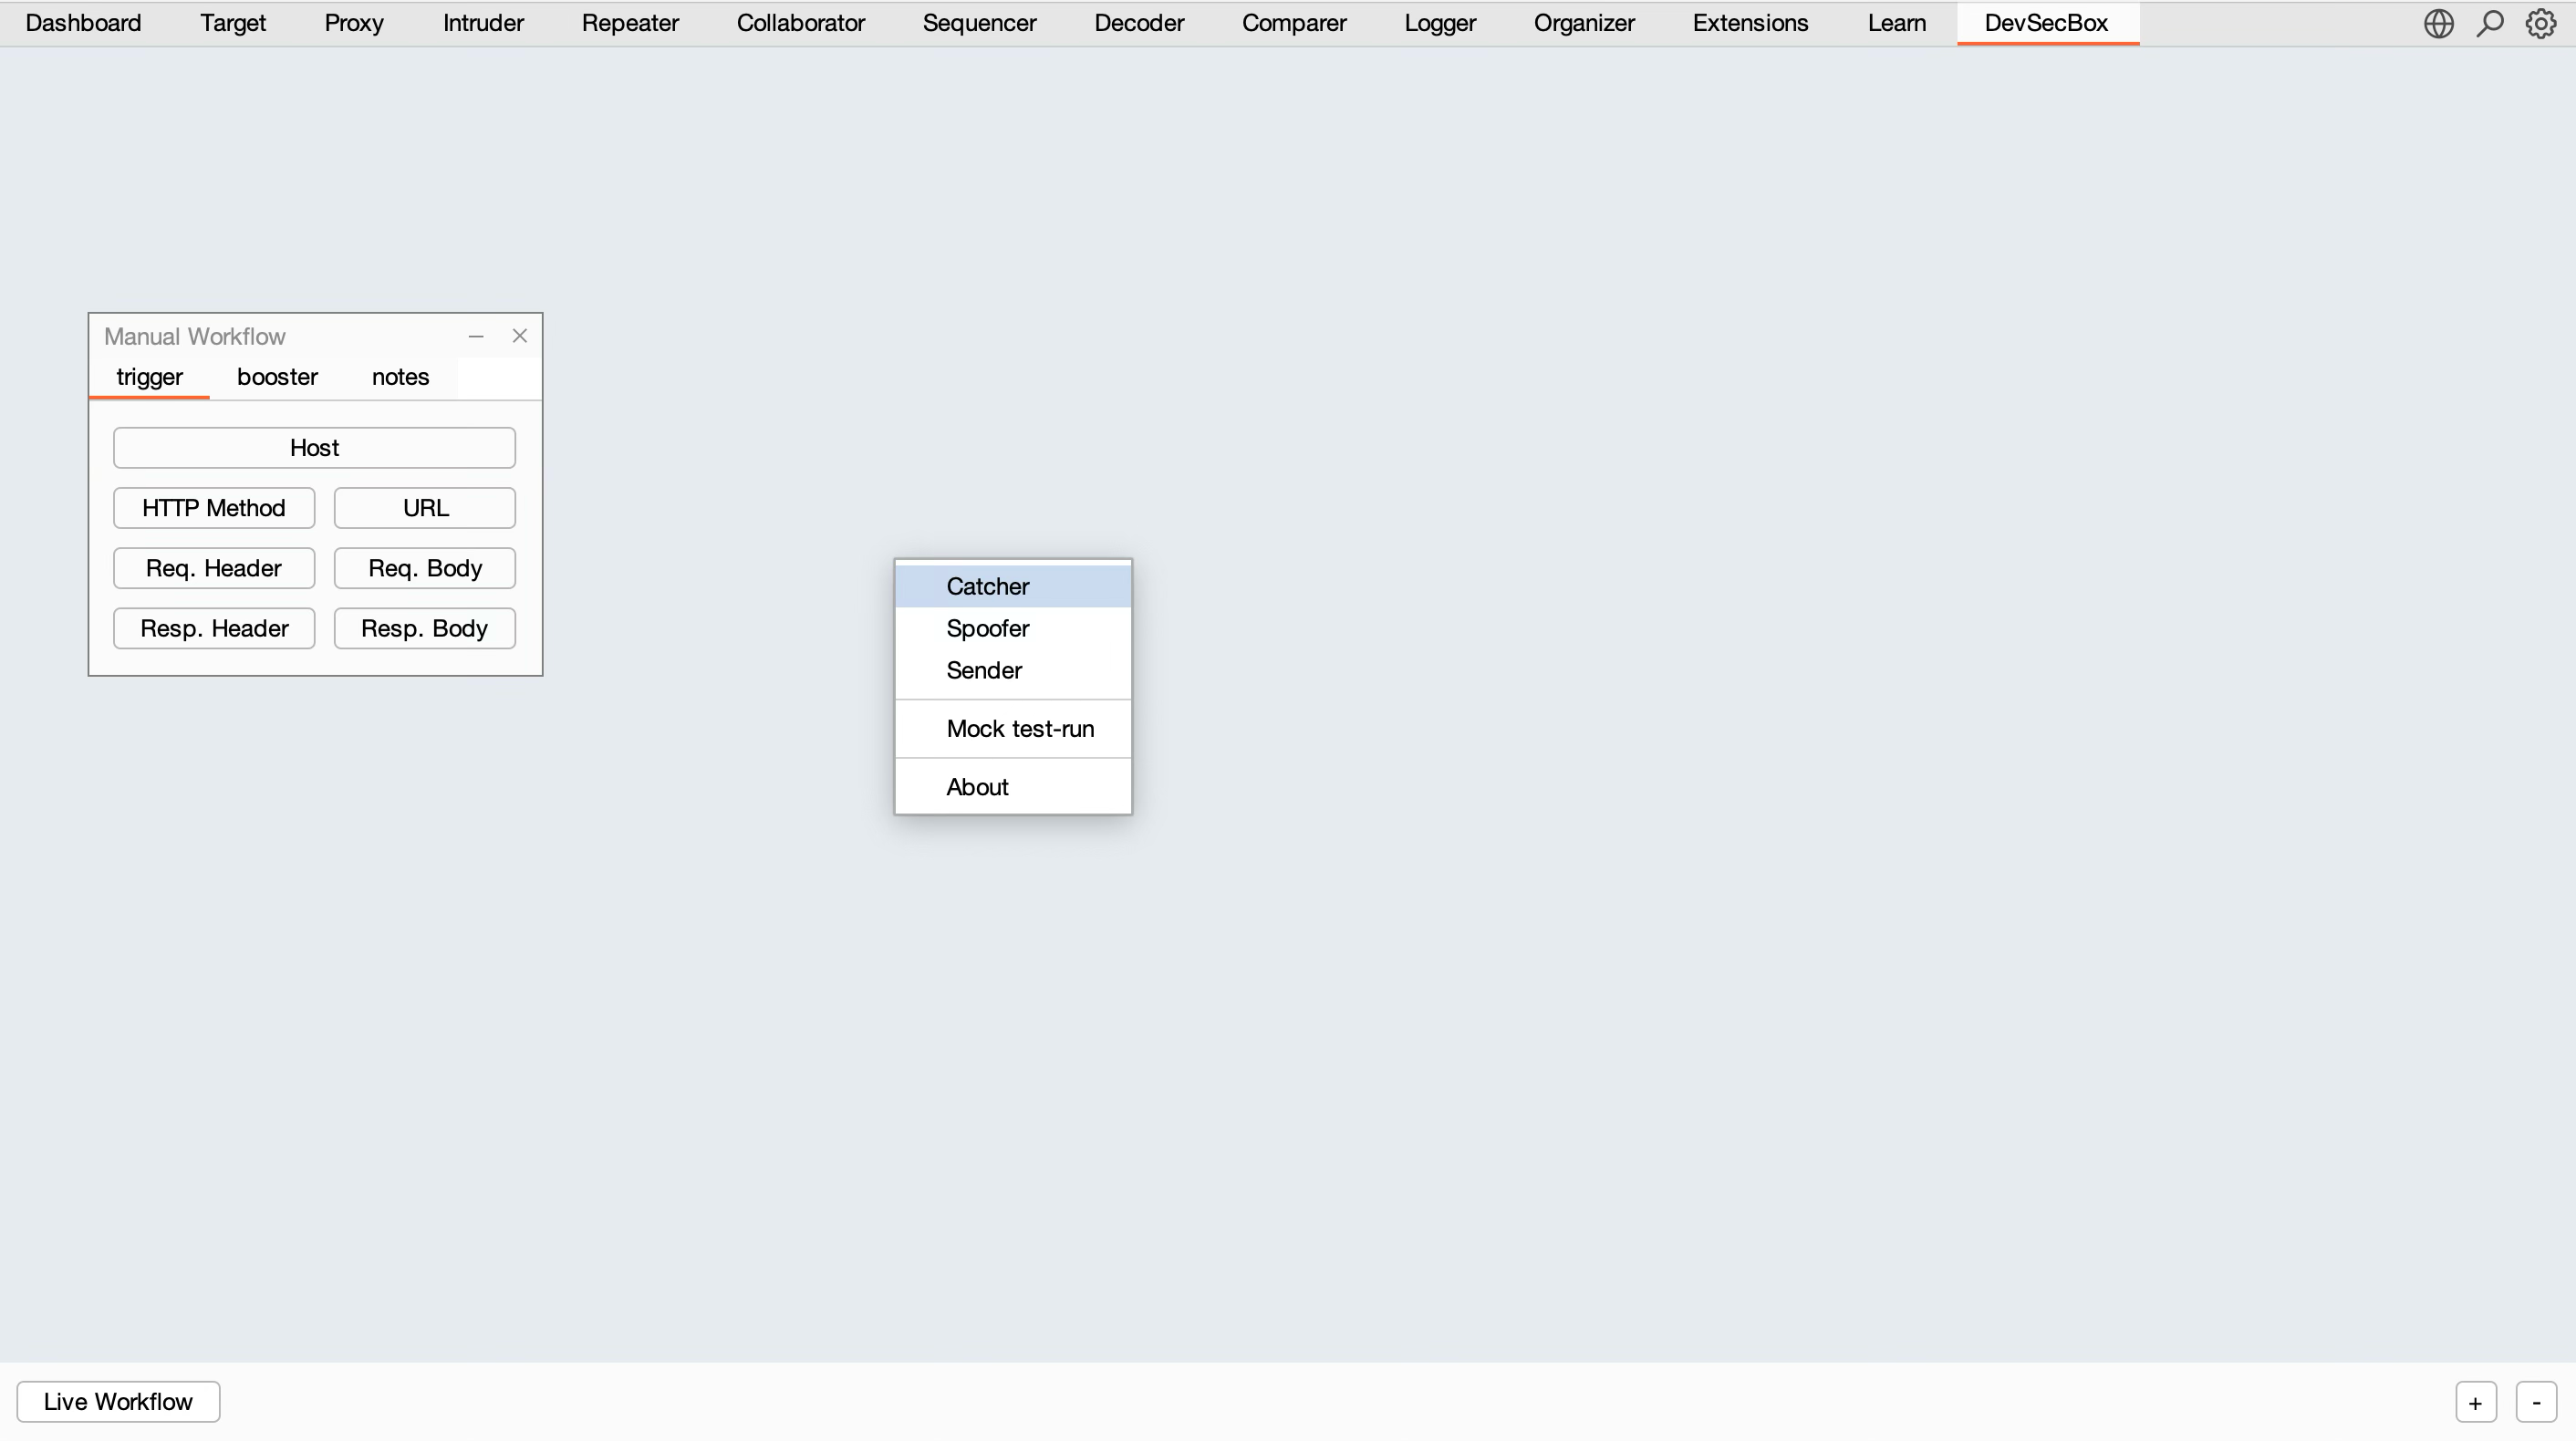 Dashboard Target Proxy Intruder Repeater Collaborator Sequencer Decoder Comparer Logger Organizer Extensions Learn DevSecBox
Manual Workflow
trigger booster notes
Host
HTTP Method URL
Req. Header Req. Body
Resp. Header Resp. Body
Catcher
Spoofer
Sender
Mock test-run
About
Live Workflow + -